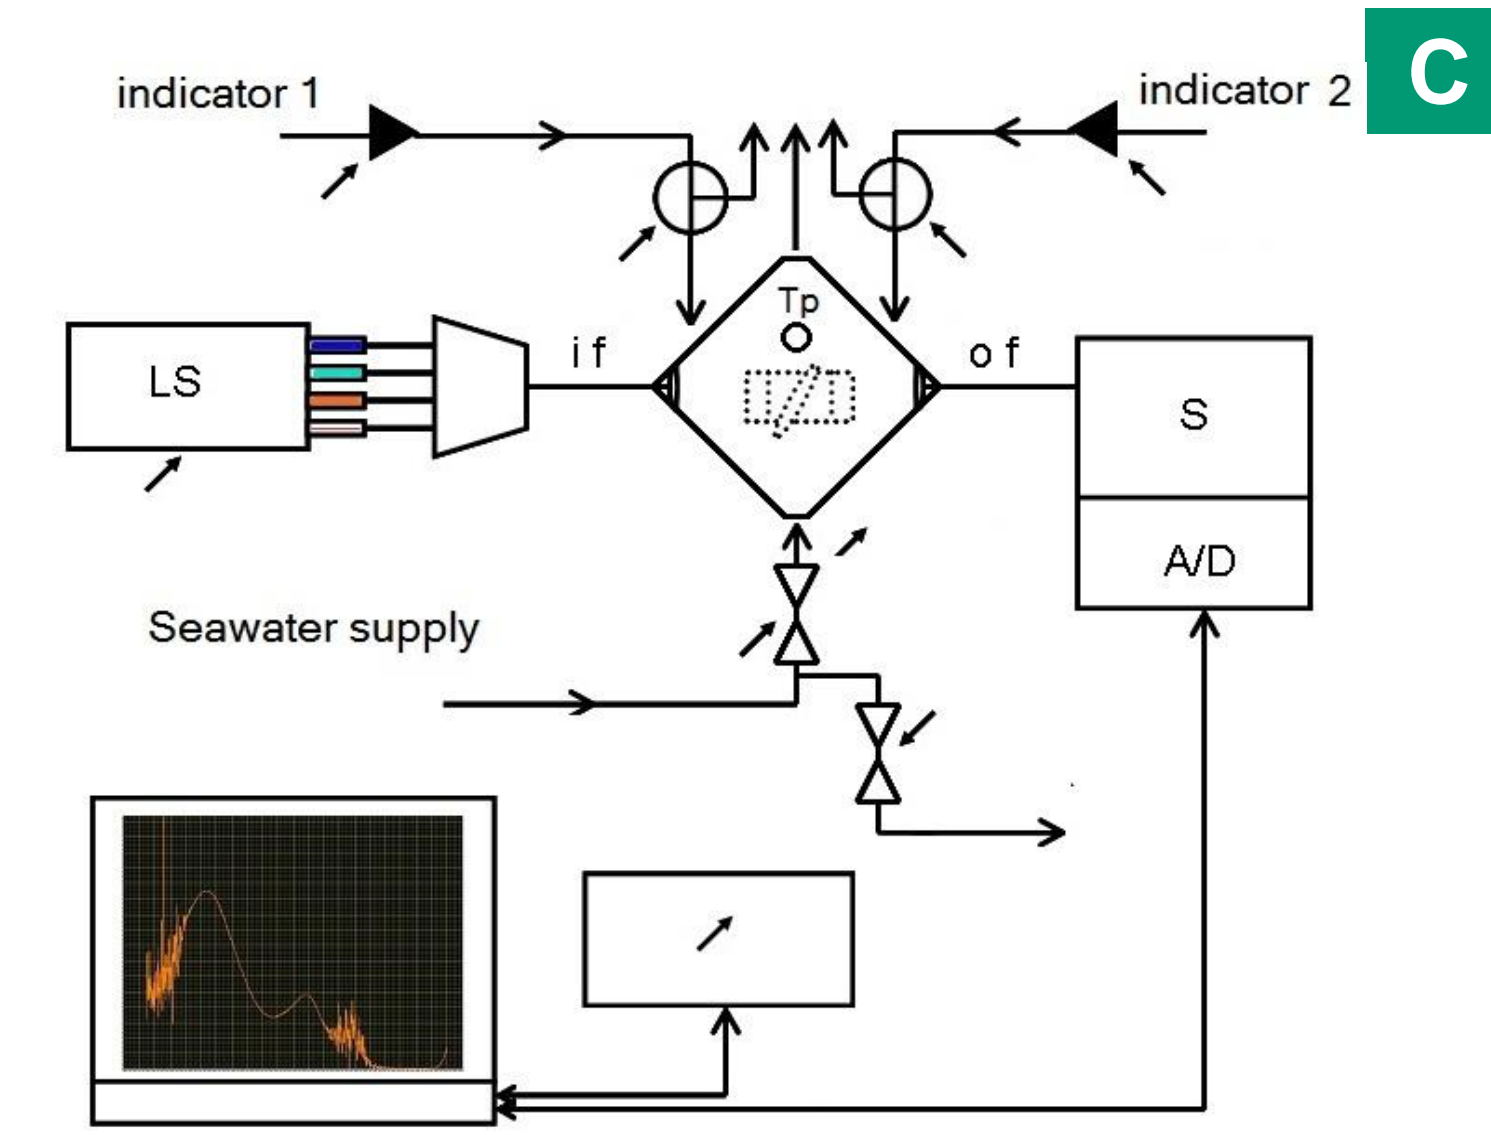 C
indicator 1
indicator 2
Tp
LS
i f
o f
S
A/D
Seawater supply